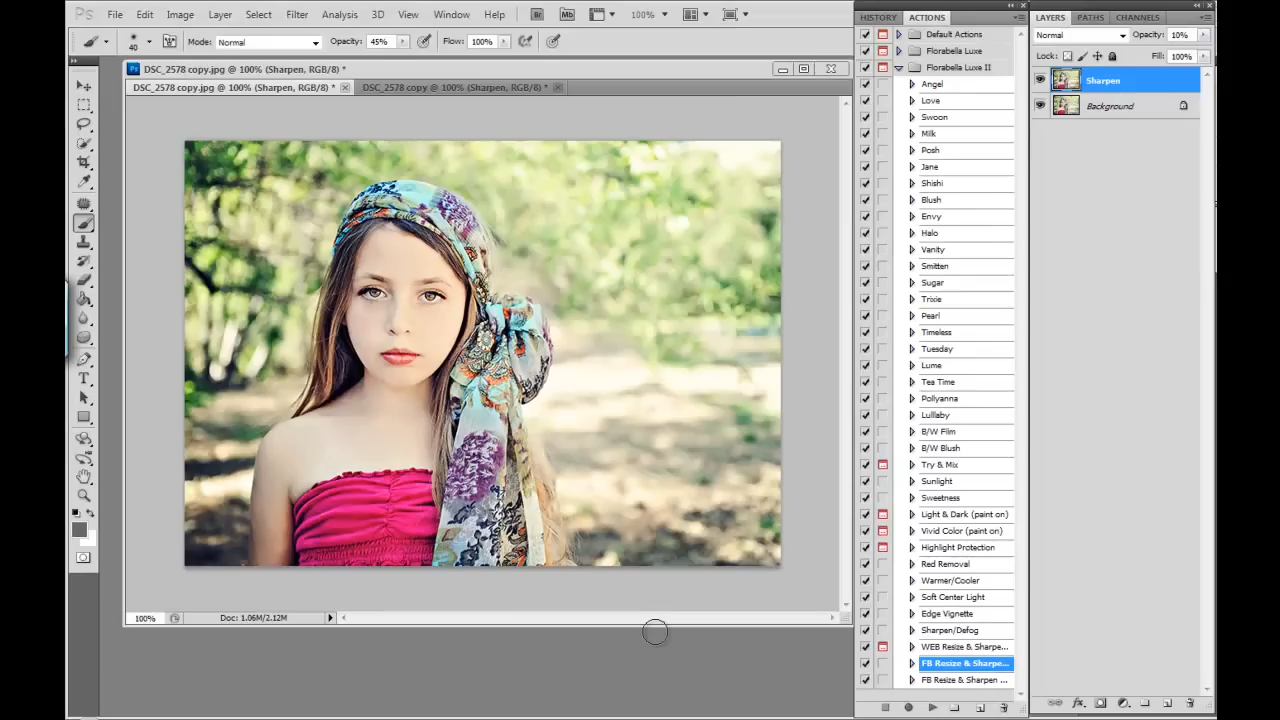 Ps File Edit Image Layer Select Filter Analysis 3D View Window Help Br Mb 100%
40 Mode: Normal Opacity: 45% Flow: 100%
DSC_2578 copy.jpg @ 100% (Sharpen, RGB/8) *
DSC_2578 copy.jpg @ 100% (Sharpen, RGB/8) * DSC_2578 copy @ 100% (Sharpen, RGB/8) *
100% Doc: 1.06M/2.12M
HISTORY ACTIONS
Default Actions
Florabella Luxe
Florabella Luxe II
Angel
Love
Swoon
Milk
Posh
Jane
Shishi
Blush
Envy
Halo
Vanity
Smitten
Sugar
Trixie
Pearl
Timeless
Tuesday
Lume
Tea Time
Pollyanna
Lulllaby
B/W Film
B/W Blush
Try & Mix
Sunlight
Sweetness
Light & Dark (paint on)
Vivid Color (paint on)
Highlight Protection
Red Removal
Warmer/Cooler
Soft Center Light
Edge Vignette
Sharpen/Defog
WEB Resize & Sharpe...
FB Resize & Sharpe...
FB Resize & Sharpen ...
LAYERS PATHS CHANNELS
Normal Opacity: 10%
Lock: Fill: 100%
Sharpen
Background